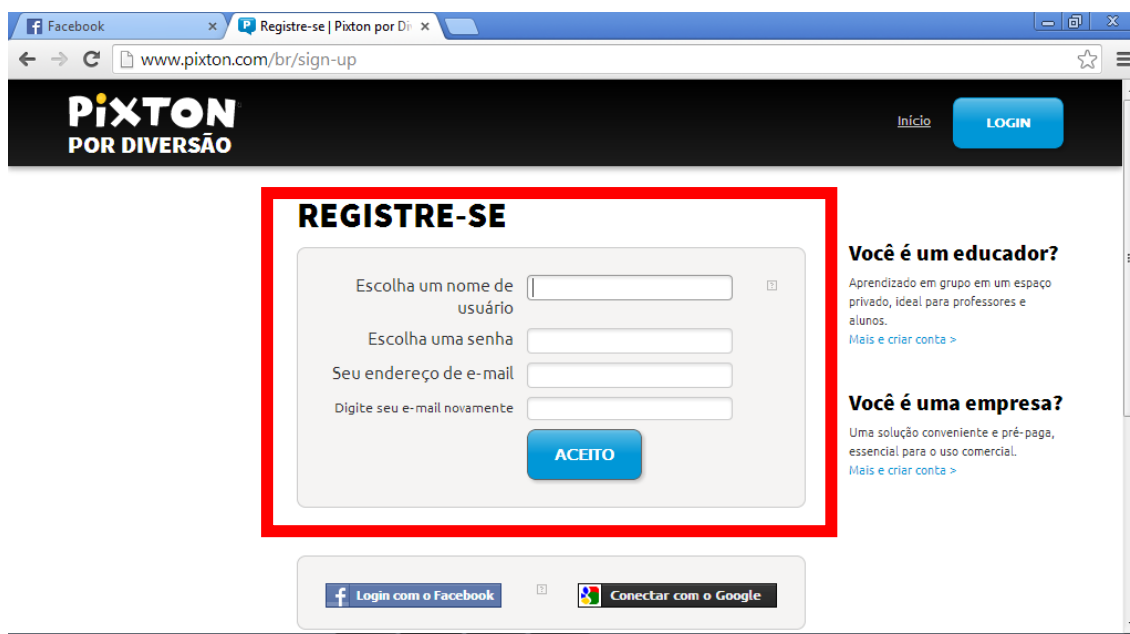 Facebook
Registre-se | Pixton por Di
www.pixton.com/br/sign-up
PiXTON
POR DIVERSÃO
Início
LOGIN
REGISTRE-SE
Escolha um nome de
usuário
Escolha uma senha
Seu endereço de e-mail
Digite seu e-mail novamente
ACEITO
Você é um educador?
Aprendizado em grupo em um espaço
privado, ideal para professores e
alunos.
Mais e criar conta >
Você é uma empresa?
Uma solução conveniente e pré-paga,
essencial para o uso comercial.
Mais e criar conta >
f Login com o Facebook
Conectar com o Google